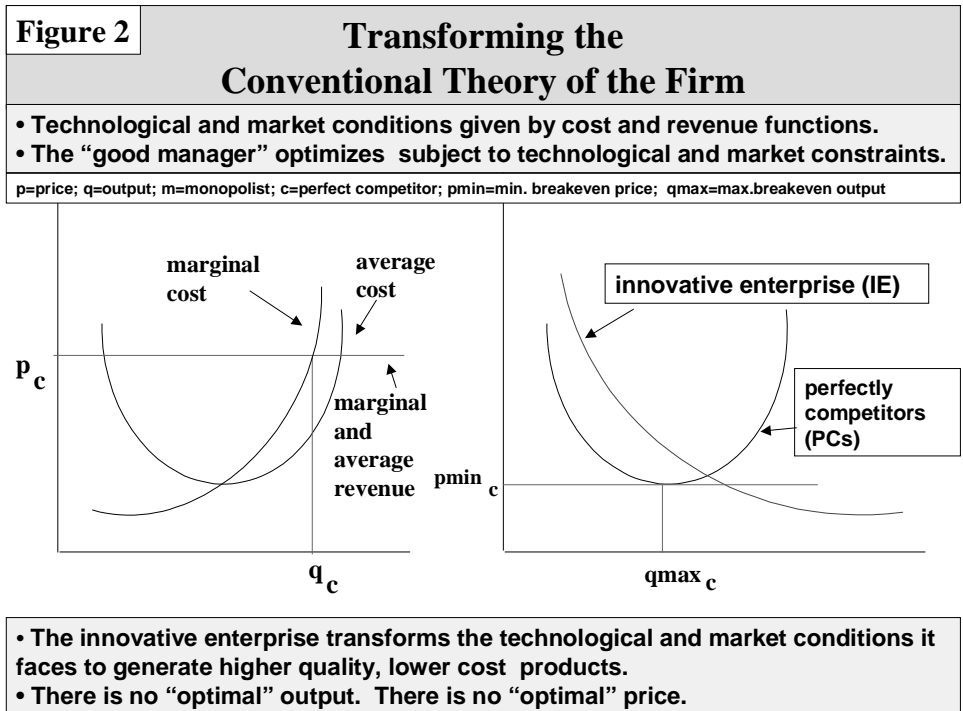 Figure 2
Transforming the
Conventional Theory of the Firm
• Technological and market conditions given by cost and revenue functions.
• The “good manager” optimizes subject to technological and market constraints.
p=price; q=output; m=monopolist; c=perfect competitor; pmin=min. breakeven price; qmax=max.breakeven output
marginal
cost
average
cost
p c
marginal
and
average
revenue
q c
innovative enterprise (IE)
perfectly
competitors
(PCs)
pmin c
qmax c
• The innovative enterprise transforms the technological and market conditions it
faces to generate higher quality, lower cost products.
• There is no “optimal” output. There is no “optimal” price.